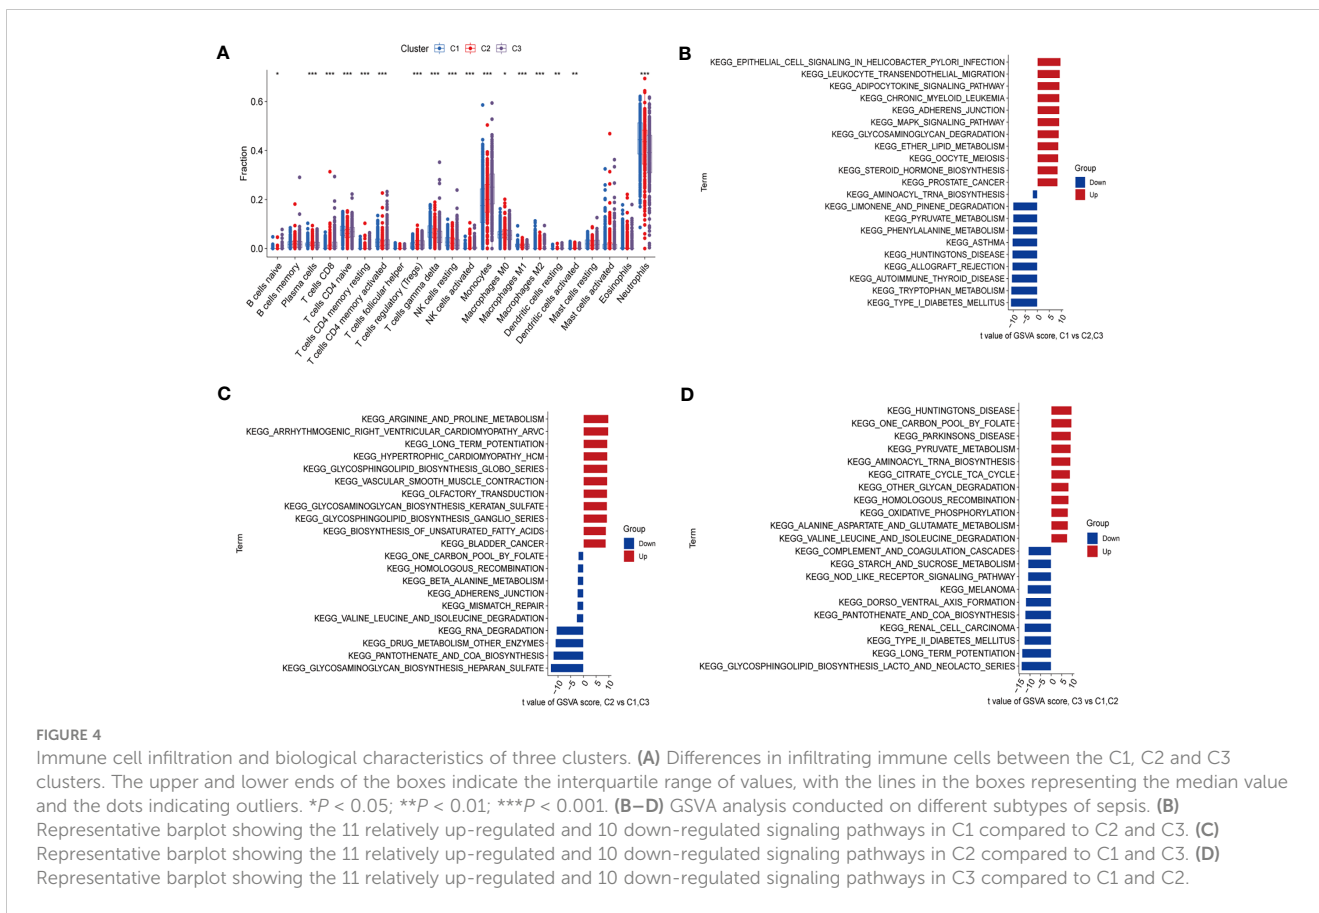 A
Cluster C1 C2 C3
* *** *** *** *** *** *** *** *** *** *** * *** *** ** ** ***
Fraction
0.6
0.4
0.2
0.0
B cells naive
B cells memory
Plasma cells
T cells CD8
T cells CD4 naive
T cells CD4 memory resting
T cells CD4 memory activated
T cells follicular helper
T cells regulatory (Tregs)
T cells gamma delta
NK cells resting
NK cells activated
Monocytes
Macrophages M0
Macrophages M1
Macrophages M2
Dendritic cells resting
Dendritic cells activated
Mast cells resting
Mast cells activated
Eosinophils
Neutrophils
B
Term
KEGG_EPITHELIAL_CELL_SIGNALING_IN_HELICOBACTER_PYLORI_INFECTION
KEGG_LEUKOCYTE_TRANSENDOTHELIAL_MIGRATION
KEGG_ADIPOCYTOKINE_SIGNALING_PATHWAY
KEGG_CHRONIC_MYELOID_LEUKEMIA
KEGG_ADHERENS_JUNCTION
KEGG_MAPK_SIGNALING_PATHWAY
KEGG_GLYCOSAMINOGLYCAN_DEGRADATION
KEGG_ETHER_LIPID_METABOLISM
KEGG_OOCYTE_MEIOSIS
KEGG_STEROID_HORMONE_BIOSYNTHESIS
KEGG_PROSTATE_CANCER
KEGG_AMINOACYL_TRNA_BIOSYNTHESIS
KEGG_LIMONENE_AND_PINENE_DEGRADATION
KEGG_PYRUVATE_METABOLISM
KEGG_PHENYLALANINE_METABOLISM
KEGG_ASTHMA
KEGG_HUNTINGTONS_DISEASE
KEGG_ALLOGRAFT_REJECTION
KEGG_AUTOIMMUNE_THYROID_DISEASE
KEGG_TRYPTOPHAN_METABOLISM
KEGG_TYPE_I_DIABETES_MELLITUS
−10 −5 0 5 10
t value of GSVA score, C1 vs C2,C3
Group
Down
Up
C
Term
KEGG_ARGININE_AND_PROLINE_METABOLISM
KEGG_ARRHYTHMOGENIC_RIGHT_VENTRICULAR_CARDIOMYOPATHY_ARVC
KEGG_LONG_TERM_POTENTIATION
KEGG_HYPERTROPHIC_CARDIOMYOPATHY_HCM
KEGG_GLYCOSPHINGOLIPID_BIOSYNTHESIS_GLOBO_SERIES
KEGG_VASCULAR_SMOOTH_MUSCLE_CONTRACTION
KEGG_OLFACTORY_TRANSDUCTION
KEGG_GLYCOSAMINOGLYCAN_BIOSYNTHESIS_KERATAN_SULFATE
KEGG_GLYCOSPHINGOLIPID_BIOSYNTHESIS_GANGLIO_SERIES
KEGG_BIOSYNTHESIS_OF_UNSATURATED_FATTY_ACIDS
KEGG_BLADDER_CANCER
KEGG_ONE_CARBON_POOL_BY_FOLATE
KEGG_HOMOLOGOUS_RECOMBINATION
KEGG_BETA_ALANINE_METABOLISM
KEGG_ADHERENS_JUNCTION
KEGG_MISMATCH_REPAIR
KEGG_VALINE_LEUCINE_AND_ISOLEUCINE_DEGRADATION
KEGG_RNA_DEGRADATION
KEGG_DRUG_METABOLISM_OTHER_ENZYMES
KEGG_PANTOTHENATE_AND_COA_BIOSYNTHESIS
KEGG_GLYCOSAMINOGLYCAN_BIOSYNTHESIS_HEPARAN_SULFATE
−10 −5 0 5 10
t value of GSVA score, C2 vs C1,C3
Group
Down
Up
D
Term
KEGG_HUNTINGTONS_DISEASE
KEGG_ONE_CARBON_POOL_BY_FOLATE
KEGG_PARKINSONS_DISEASE
KEGG_PYRUVATE_METABOLISM
KEGG_AMINOACYL_TRNA_BIOSYNTHESIS
KEGG_CITRATE_CYCLE_TCA_CYCLE
KEGG_OTHER_GLYCAN_DEGRADATION
KEGG_HOMOLOGOUS_RECOMBINATION
KEGG_OXIDATIVE_PHOSPHORYLATION
KEGG_ALANINE_ASPARTATE_AND_GLUTAMATE_METABOLISM
KEGG_VALINE_LEUCINE_AND_ISOLEUCINE_DEGRADATION
KEGG_COMPLEMENT_AND_COAGULATION_CASCADES
KEGG_STARCH_AND_SUCROSE_METABOLISM
KEGG_NOD_LIKE_RECEPTOR_SIGNALING_PATHWAY
KEGG_MELANOMA
KEGG_DORSO_VENTRAL_AXIS_FORMATION
KEGG_PANTOTHENATE_AND_COA_BIOSYNTHESIS
KEGG_RENAL_CELL_CARCINOMA
KEGG_TYPE_II_DIABETES_MELLITUS
KEGG_LONG_TERM_POTENTIATION
KEGG_GLYCOSPHINGOLIPID_BIOSYNTHESIS_LACTO_AND_NEOLACTO_SERIES
−15 −10 −5 0 5 10
t value of GSVA score, C3 vs C1,C2
Group
Down
Up
FIGURE 4
Immune cell infiltration and biological characteristics of three clusters. (A) Differences in infiltrating immune cells between the C1, C2 and C3
clusters. The upper and lower ends of the boxes indicate the interquartile range of values, with the lines in the boxes representing the median value
and the dots indicating outliers. *P < 0.05; **P < 0.01; ***P < 0.001. (B–D) GSVA analysis conducted on different subtypes of sepsis. (B)
Representative barplot showing the 11 relatively up-regulated and 10 down-regulated signaling pathways in C1 compared to C2 and C3. (C)
Representative barplot showing the 11 relatively up-regulated and 10 down-regulated signaling pathways in C2 compared to C1 and C3. (D)
Representative barplot showing the 11 relatively up-regulated and 10 down-regulated signaling pathways in C3 compared to C1 and C2.